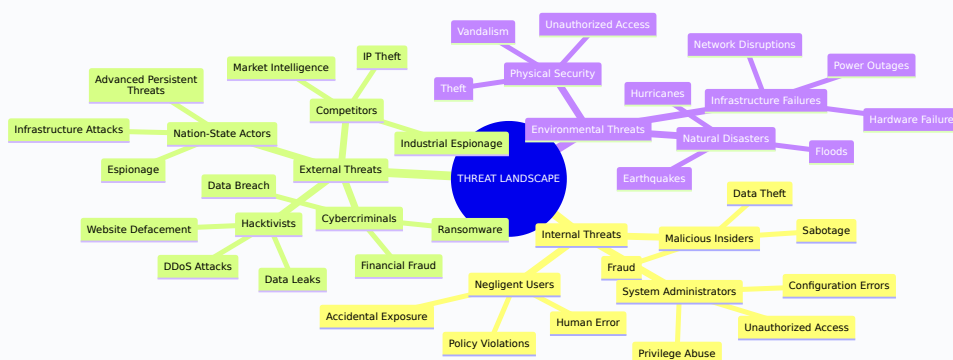 THREAT LANDSCAPE
External Threats
Nation-State Actors
Advanced Persistent
Threats
Infrastructure Attacks
Espionage
Competitors
Market Intelligence
IP Theft
Industrial Espionage
Cybercriminals
Data Breach
Ransomware
Financial Fraud
Hacktivists
Website Defacement
DDoS Attacks
Data Leaks
Environmental Threats
Physical Security
Vandalism
Unauthorized Access
Theft
Infrastructure Failures
Network Disruptions
Power Outages
Hardware Failure
Natural Disasters
Hurricanes
Floods
Earthquakes
Internal Threats
Malicious Insiders
Data Theft
Sabotage
Fraud
System Administrators
Configuration Errors
Unauthorized Access
Privilege Abuse
Negligent Users
Accidental Exposure
Policy Violations
Human Error